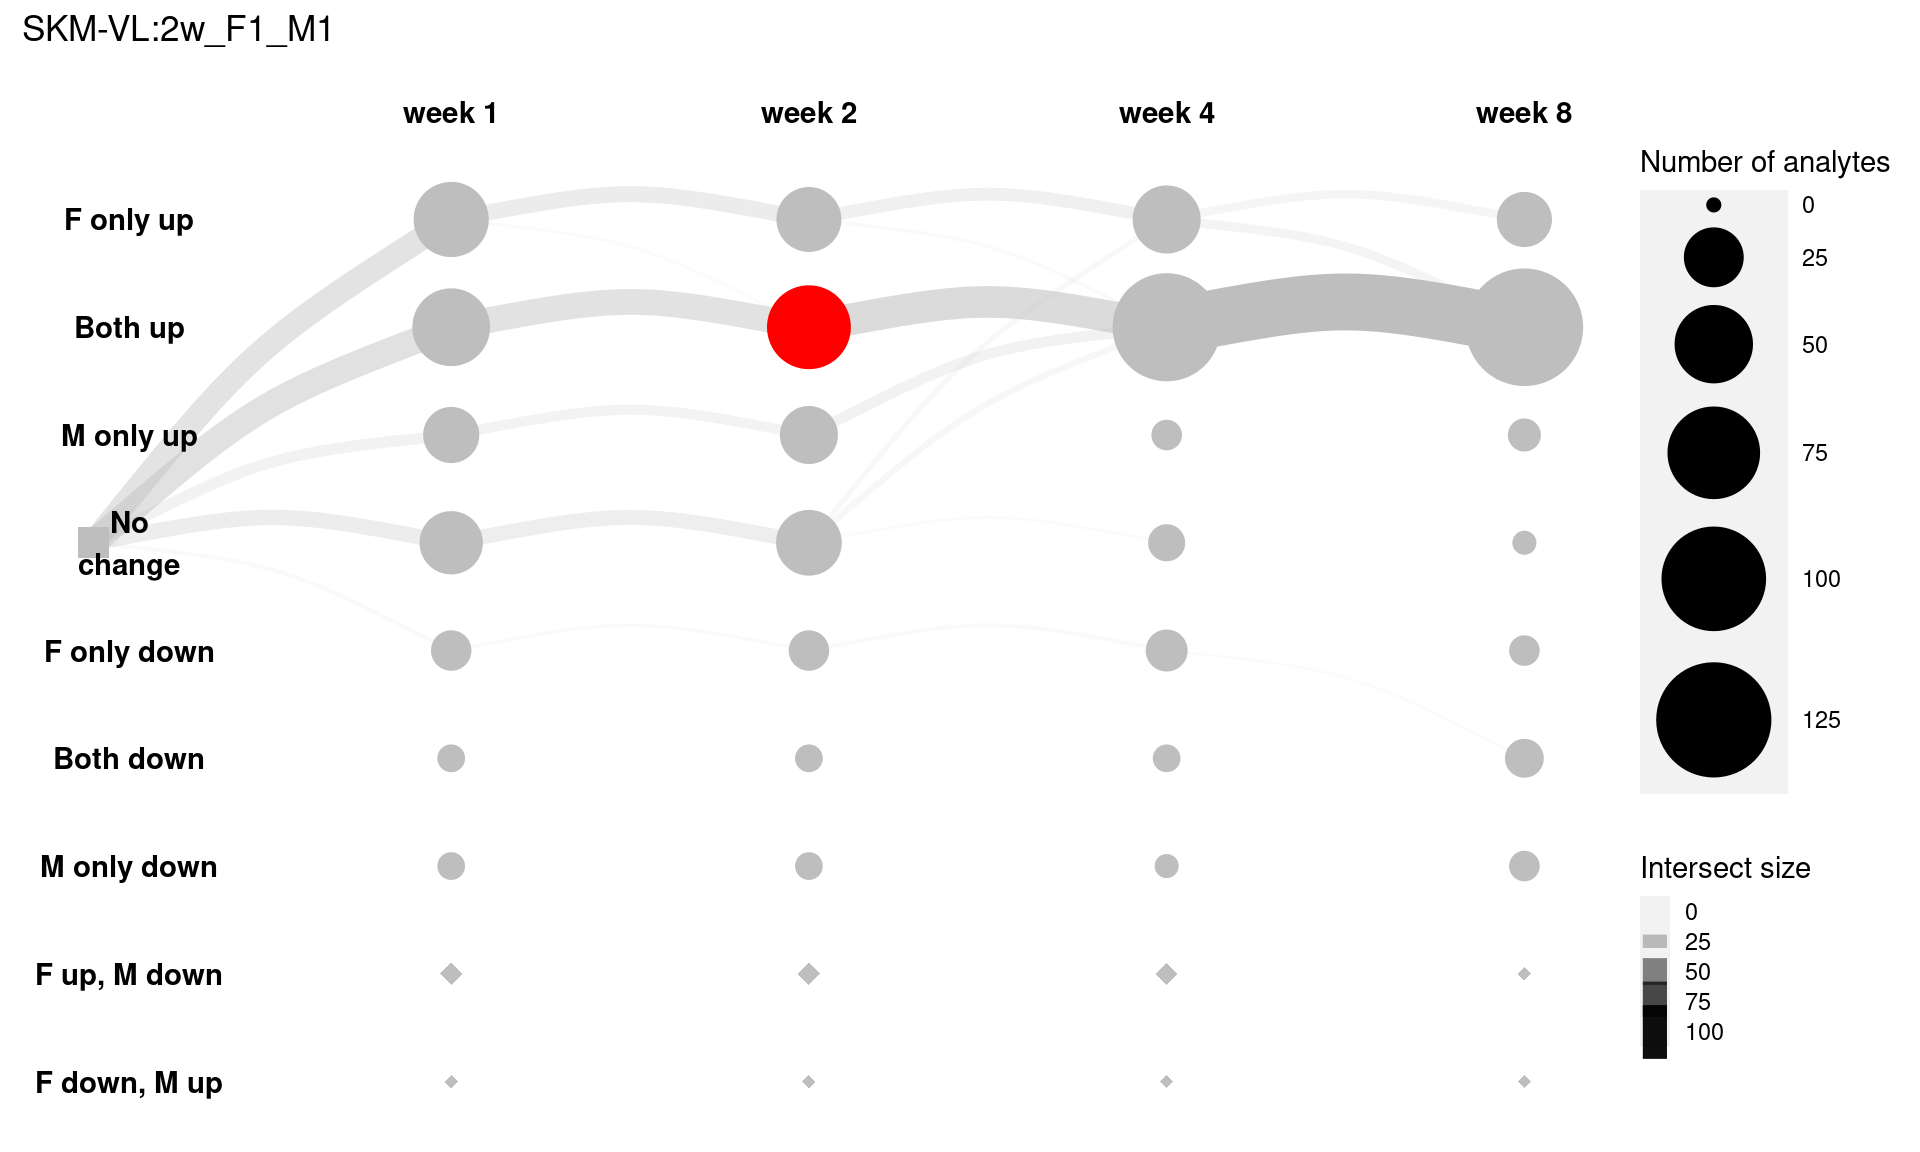 SKM-VL:2w_F1_M1
week 1
week 2
week 4
week 8
F only up
Both up
M only up
No
change
F only down
Both down
M only down
F up, M down
F down, M up
Number of analytes
0
25
50
75
100
125
Intersect size
0
25
50
75
100